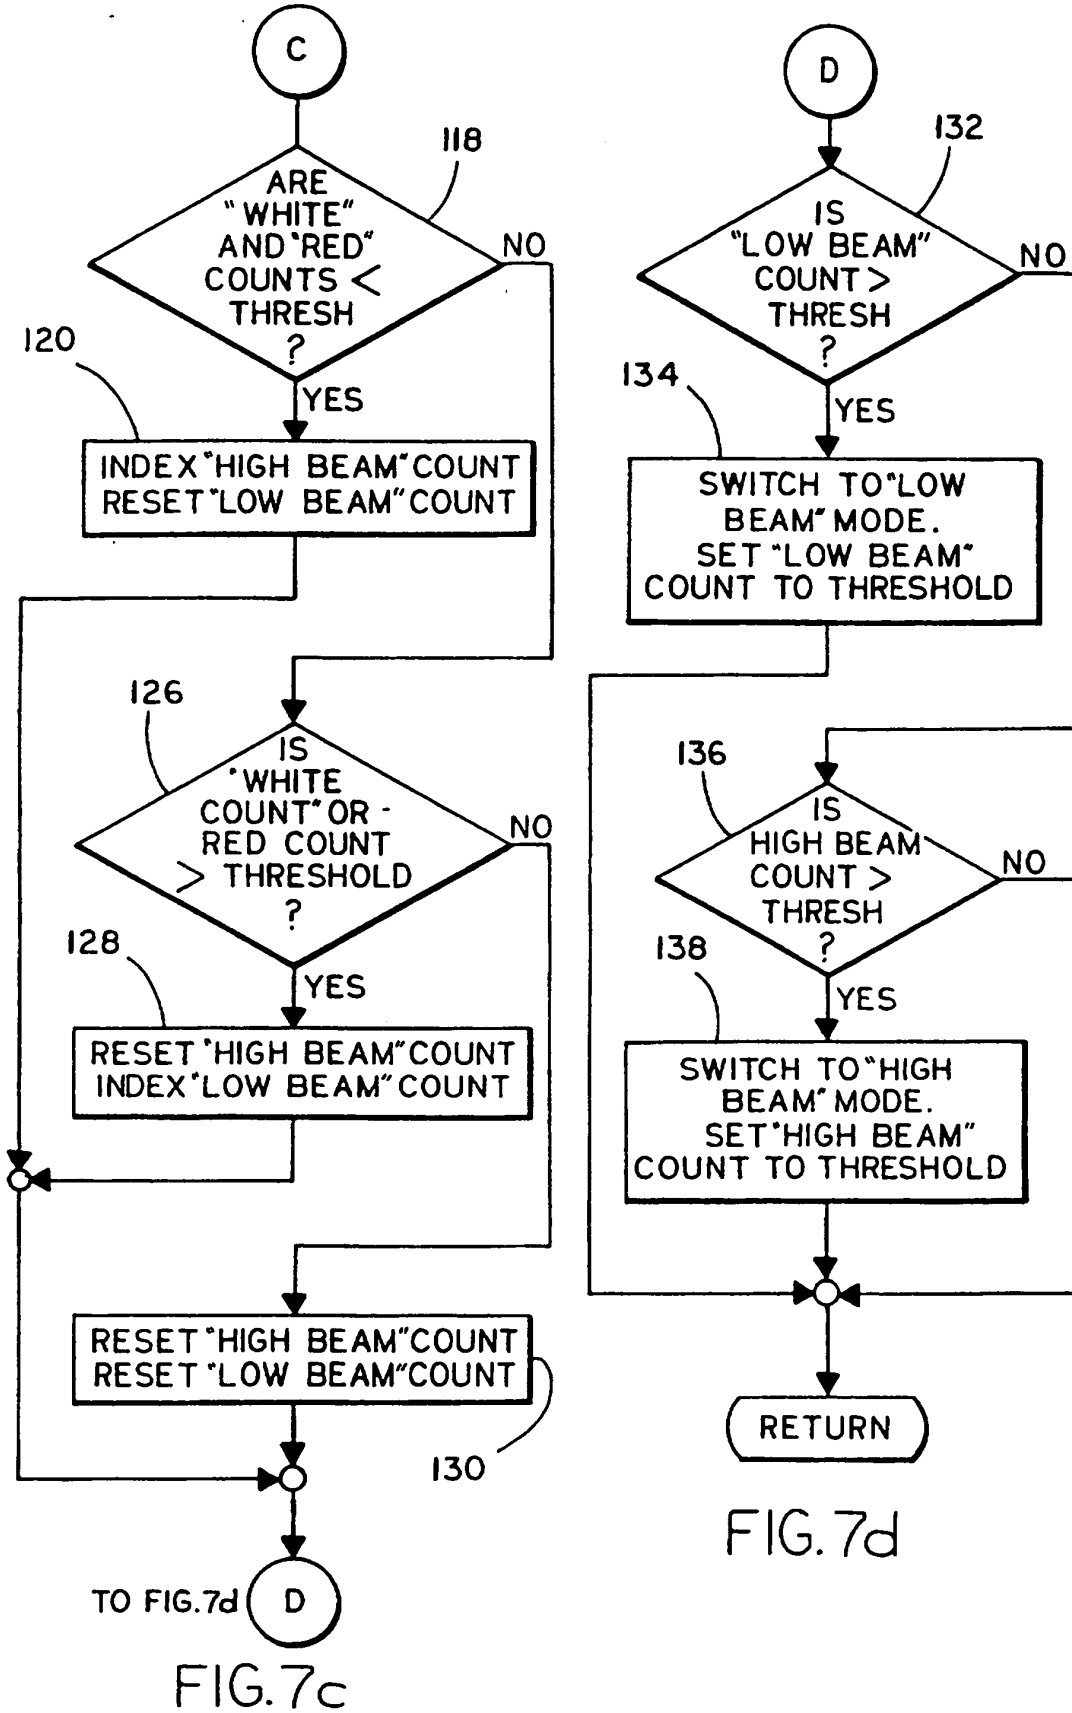 C
118
ARE
"WHITE"
AND "RED"
COUNTS <
THRESH
?
NO
YES
120
INDEX "HIGH BEAM" COUNT
RESET "LOW BEAM" COUNT
126
IS
"WHITE
COUNT" OR -
RED COUNT
> THRESHOLD
?
NO
YES
128
RESET "HIGH BEAM" COUNT
INDEX "LOW BEAM" COUNT
RESET "HIGH BEAM" COUNT
RESET "LOW BEAM" COUNT
130
TO FIG.7d
D
FIG.7c
D
132
IS
"LOW BEAM"
COUNT >
THRESH
?
NO
YES
134
SWITCH TO "LOW
BEAM" MODE.
SET "LOW BEAM"
COUNT TO THRESHOLD
136
IS
HIGH BEAM
COUNT >
THRESH
?
NO
YES
138
SWITCH TO "HIGH
BEAM" MODE.
SET "HIGH BEAM"
COUNT TO THRESHOLD
RETURN
FIG.7d